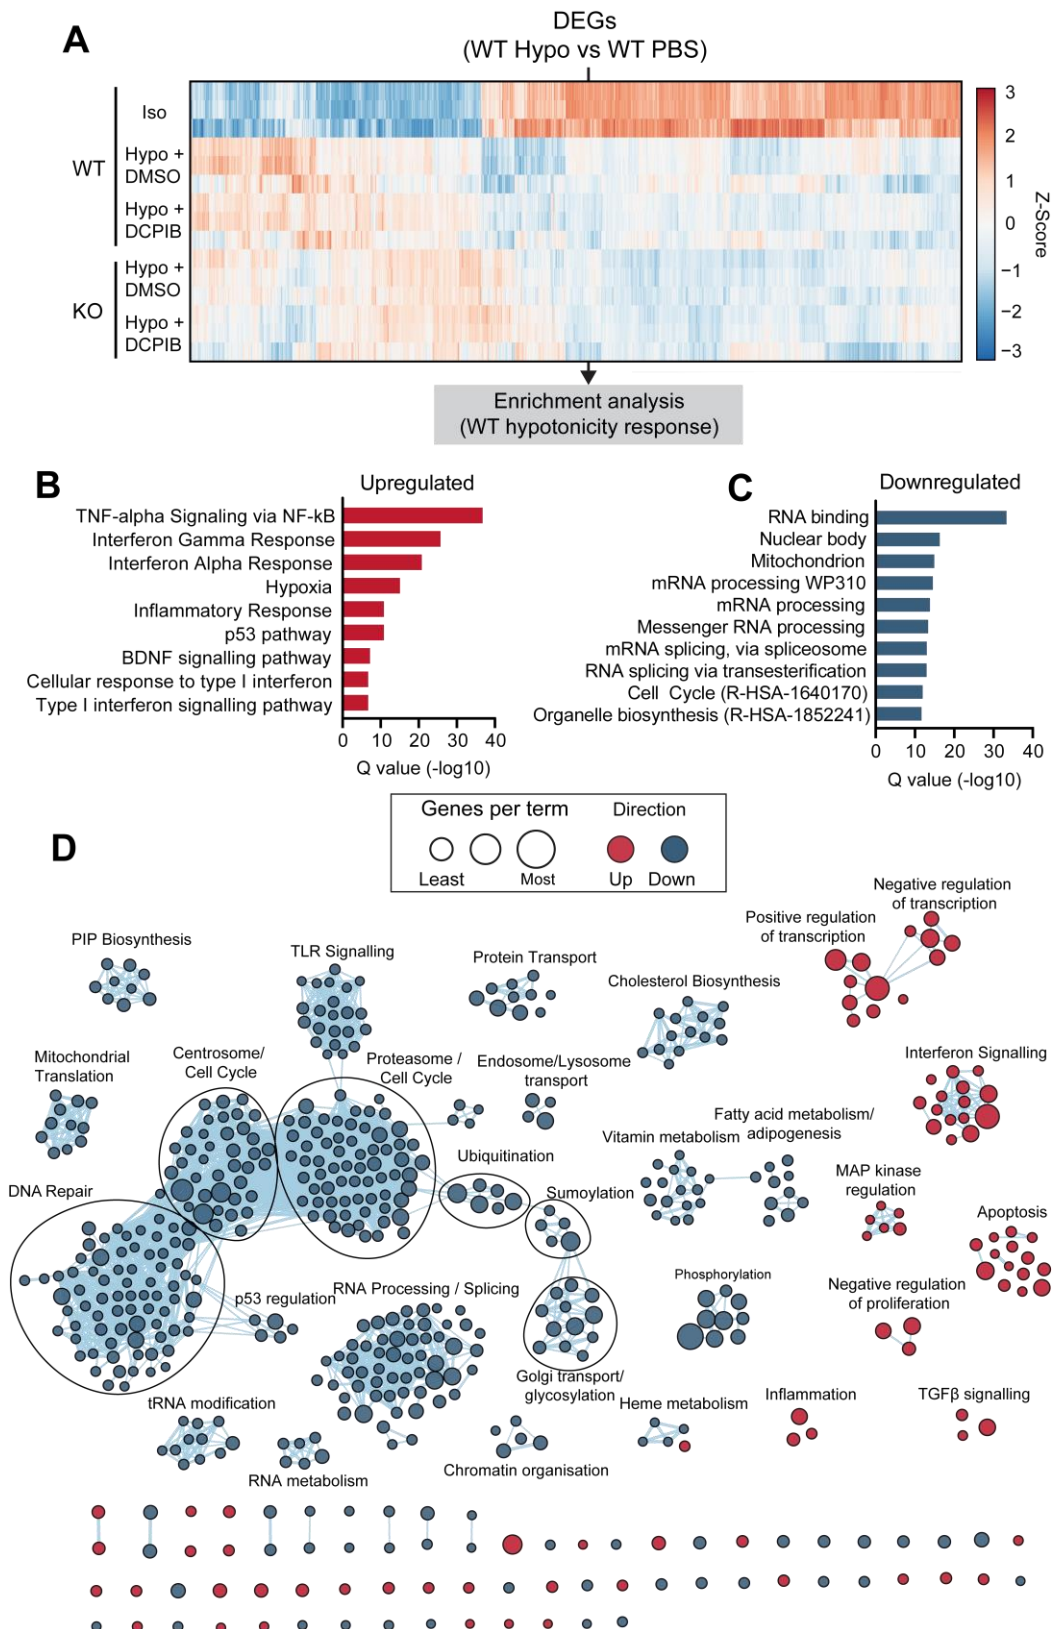 A
DEGs
(WT Hypo vs WT PBS)
WT
KO
Iso
Hypo +
DMSO
Hypo +
DCPIB
Hypo +
DMSO
Hypo +
DCPIB
3
2
1
0
−1
−2
−3
Z-Score
Enrichment analysis
(WT hypotonicity response)
B
Upregulated
TNF-alpha Signaling via NF-kB
Interferon Gamma Response
Interferon Alpha Response
Hypoxia
Inflammatory Response
p53 pathway
BDNF signalling pathway
Cellular response to type I interferon
Type I interferon signalling pathway
0 10 20 30 40
Q value (-log10)
C
Downregulated
RNA binding
Nuclear body
Mitochondrion
mRNA processing WP310
mRNA processing
Messenger RNA processing
mRNA splicing, via spliceosome
RNA splicing via transesterification
Cell Cycle (R-HSA-1640170)
Organelle biosynthesis (R-HSA-1852241)
0 10 20 30 40
Q value (-log10)
D
Genes per term
Least
Most
Direction
Up
Down
PIP Biosynthesis
TLR Signalling
Protein Transport
Cholesterol Biosynthesis
Positive regulation
of transcription
Negative regulation
of transcription
Mitochondrial
Translation
Centrosome/
Cell Cycle
Proteasome /
Cell Cycle
Endosome/Lysosome
transport
Interferon Signalling
Fatty acid metabolism/
adipogenesis
Vitamin metabolism
Ubiquitination
Sumoylation
MAP kinase
regulation
DNA Repair
Apoptosis
p53 regulation
RNA Processing / Splicing
Phosphorylation
Negative regulation
of proliferation
Golgi transport/
glycosylation
tRNA modification
Heme metabolism
Inflammation
TGFβ signalling
RNA metabolism
Chromatin organisation